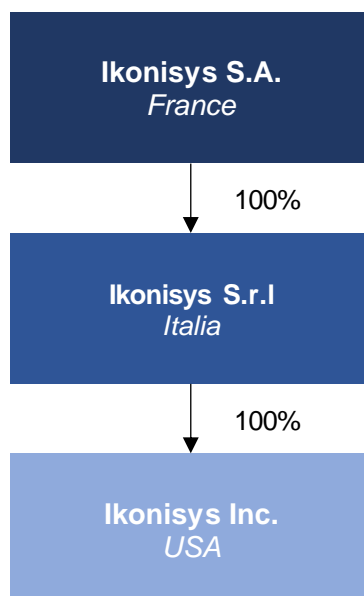 Ikonisys S.A.
France
100%
Ikonisys S.r.l
Italia
100%
Ikonisys Inc.
USA